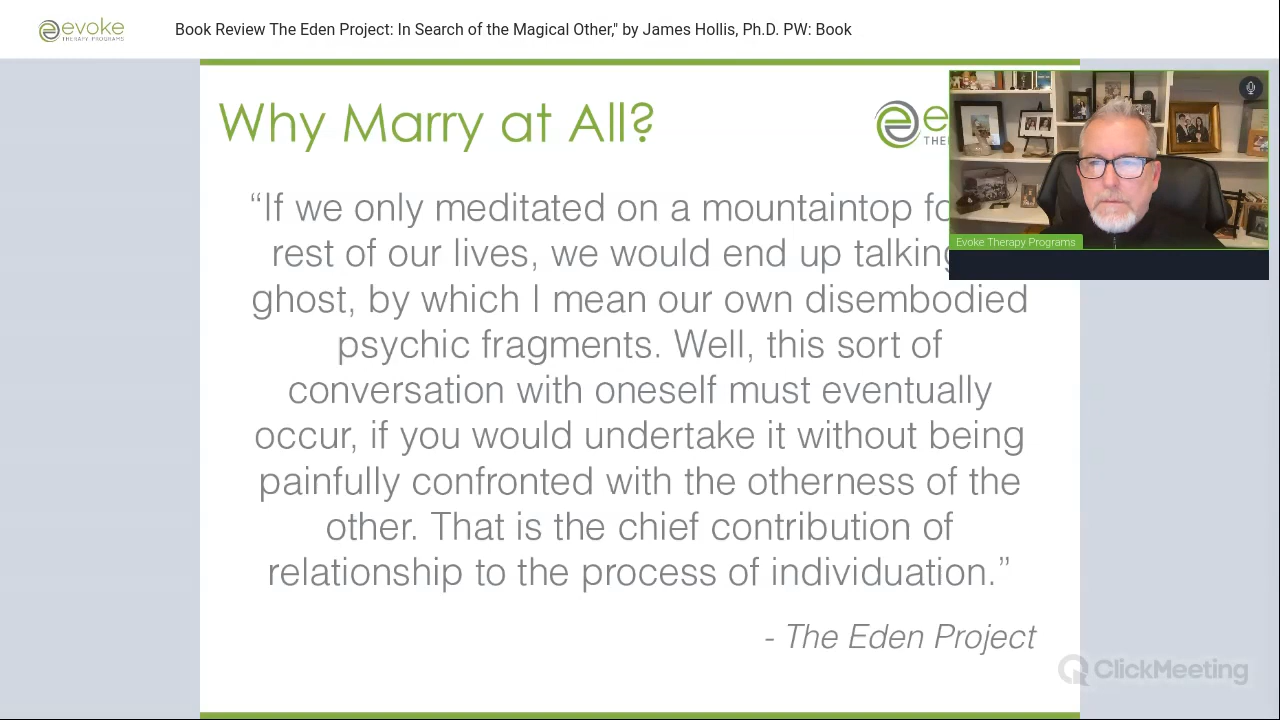 evoke
THERAPY PROGRAMS
Book Review The Eden Project: In Search of the Magical Other," by James Hollis, Ph.D. PW: Book
Why Marry at All?
“If we only meditated on a mountaintop
rest of our lives, we would end up talking
ghost, by which I mean our own disembodied
psychic fragments. Well, this sort of
conversation with oneself must eventually
occur, if you would undertake it without being
painfully confronted with the otherness of the
other. That is the chief contribution of
relationship to the process of individuation.”
- The Eden Project
Evoke Therapy Programs
ClickMeeting